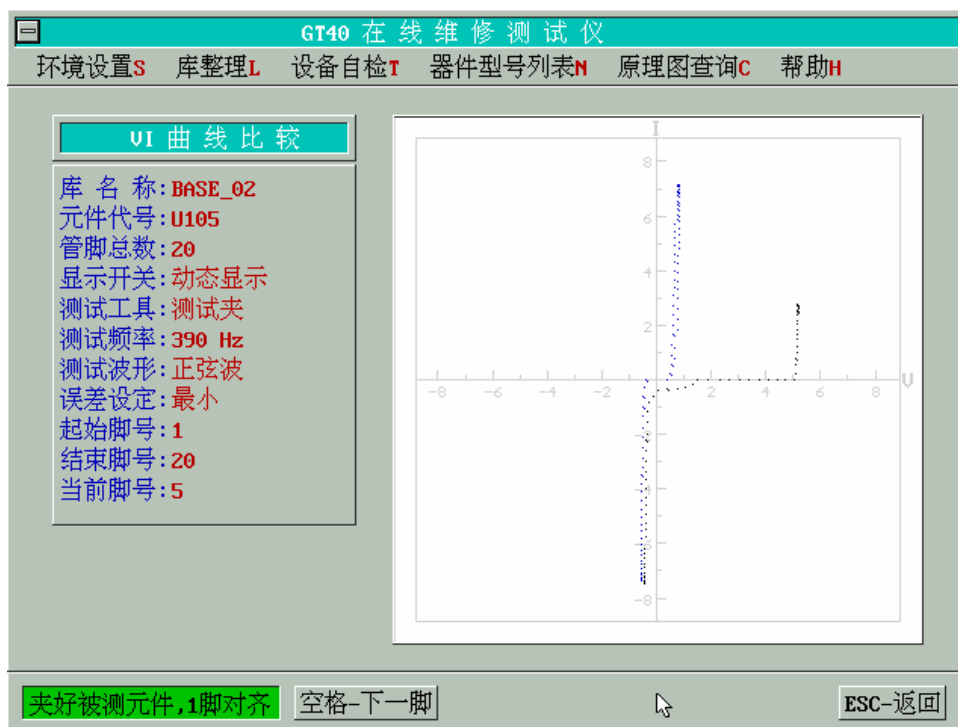 GT40 在 线 维 修 测 试 仪
环境设置S 库整理L 设备自检T 器件型号列表N 原理图查询C 帮助H
VI 曲 线 比 较
库 名 称:BASE_02
元件代号:U105
管脚总数:20
显示开关:动态显示
测试工具:测试夹
测试频率:390 Hz
测试波形:正弦波
误差设定:最小
起始脚号:1
结束脚号:20
当前脚号:5
I
8
6
4
2
-8 -6 -4 -2 2 4 6 8 V
-2
-4
-6
-8
夹好被测元件,1脚对齐 空格-下一脚 ESC-返回